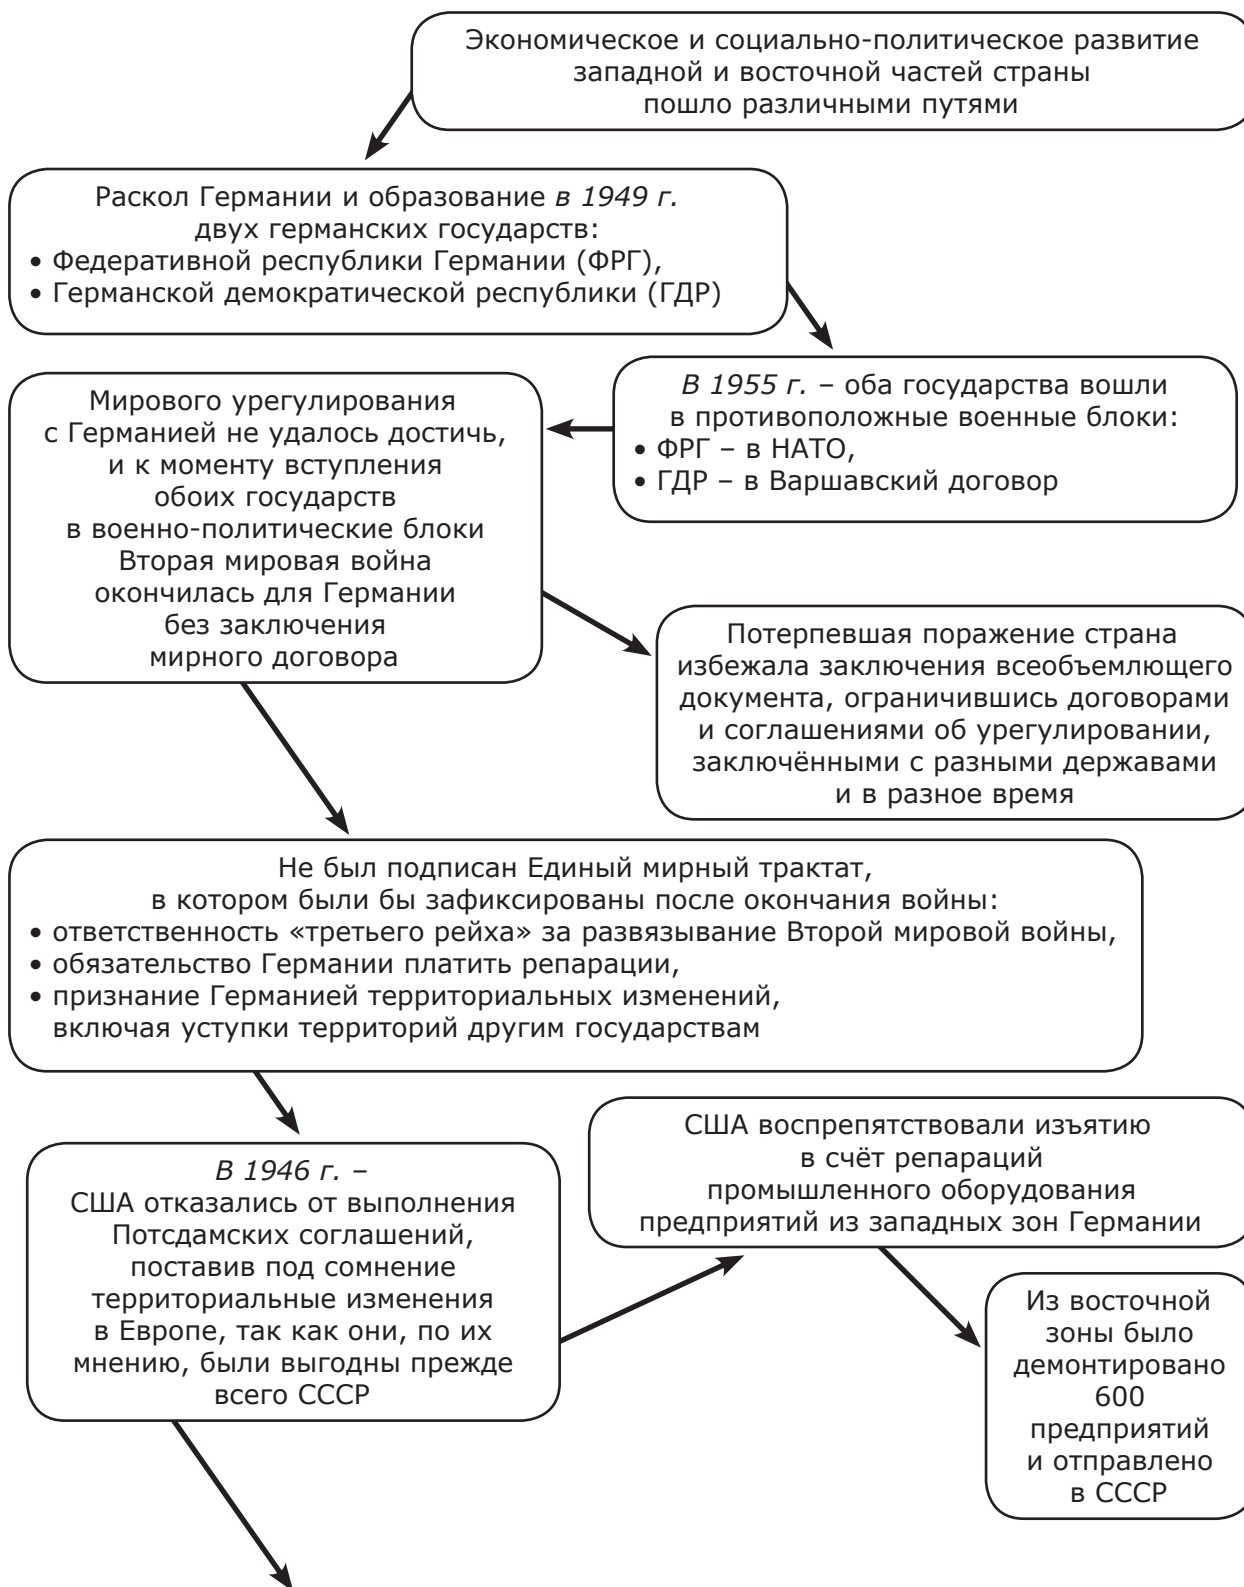 Экономическое и социально-политическое развитие
западной и восточной частей страны
пошло различными путями
Раскол Германии и образование в 1949 г.
двух германских государств:
• Федеративной республики Германии (ФРГ),
• Германской демократической республики (ГДР)
В 1955 г. – оба государства вошли
в противоположные военные блоки:
• ФРГ – в НАТО,
• ГДР – в Варшавский договор
Мирового урегулирования
с Германией не удалось достичь,
и к моменту вступления
обоих государств
в военно-политические блоки
Вторая мировая война
окончилась для Германии
без заключения
мирного договора
Потерпевшая поражение страна
избежала заключения всеобъемлющего
документа, ограничившись договорами
и соглашениями об урегулировании,
заключёнными с разными державами
и в разное время
Не был подписан Единый мирный трактат,
в котором были бы зафиксированы после окончания войны:
• ответственность «третьего рейха» за развязывание Второй мировой войны,
• обязательство Германии платить репарации,
• признание Германией территориальных изменений,
включая уступки территорий другим государствам
В 1946 г. –
США отказались от выполнения
Потсдамских соглашений,
поставив под сомнение
территориальные изменения
в Европе, так как они, по их
мнению, были выгодны прежде
всего СССР
США воспрепятствовали изъятию
в счёт репараций
промышленного оборудования
предприятий из западных зон Германии
Из восточной
зоны было
демонтировано
600
предприятий
и отправлено
в СССР